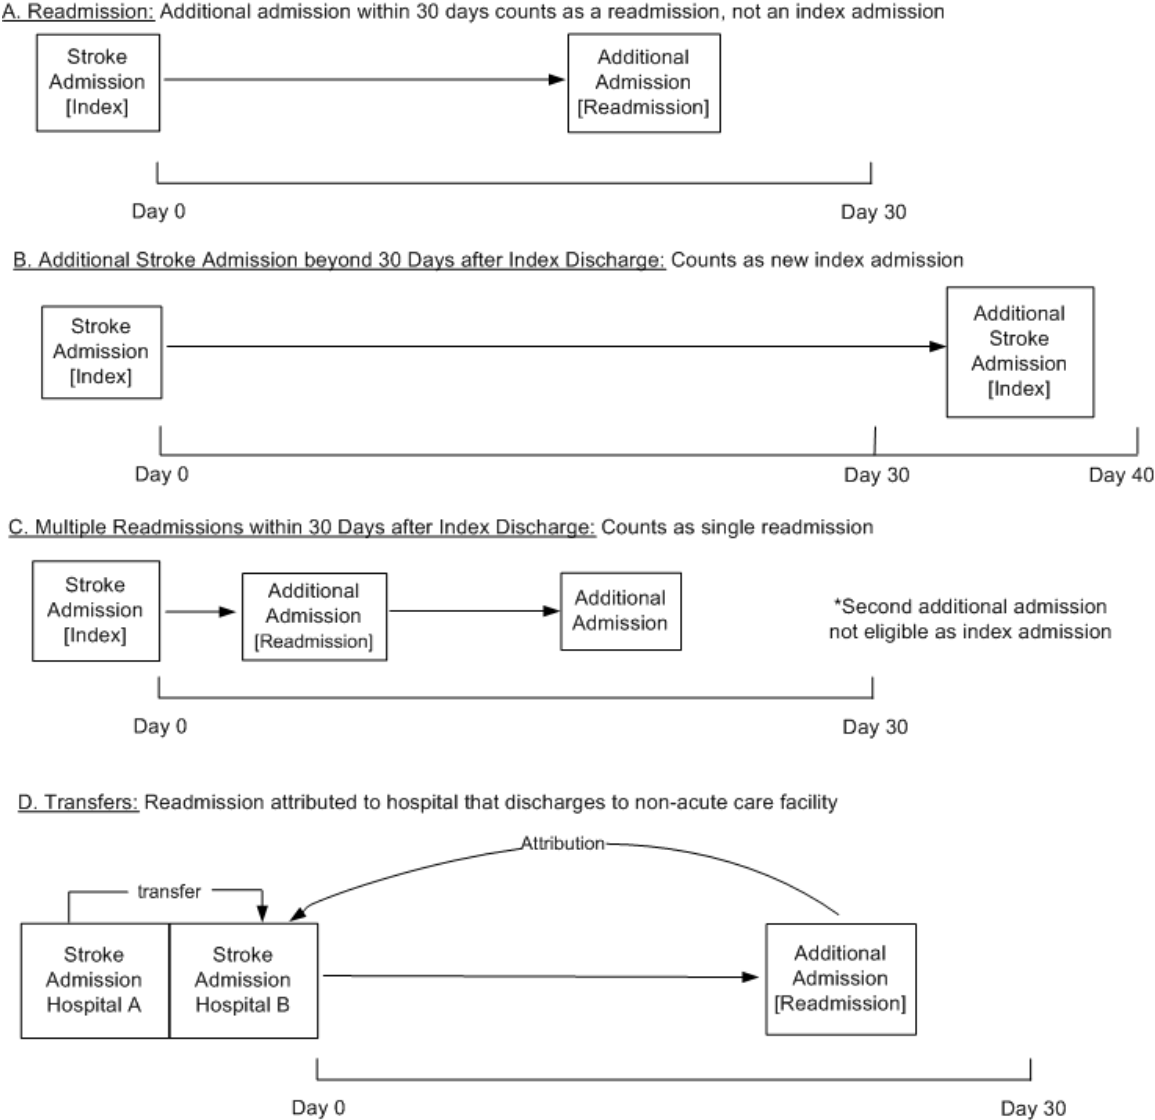 A. Readmission: Additional admission within 30 days counts as a readmission, not an index admission
Stroke
Admission
[Index]
Additional
Admission
[Readmission]
Day 0
Day 30
B. Additional Stroke Admission beyond 30 Days after Index Discharge: Counts as new index admission
Stroke
Admission
[Index]
Additional
Stroke
Admission
[Index]
Day 0
Day 30
Day 40
C. Multiple Readmissions within 30 Days after Index Discharge: Counts as single readmission
Stroke
Admission
[Index]
Additional
Admission
[Readmission]
Additional
Admission
*Second additional admission
not eligible as index admission
Day 0
Day 30
D. Transfers: Readmission attributed to hospital that discharges to non-acute care facility
Attribution
transfer
Stroke
Admission
Hospital A
Stroke
Admission
Hospital B
Additional
Admission
[Readmission]
Day 0
Day 30